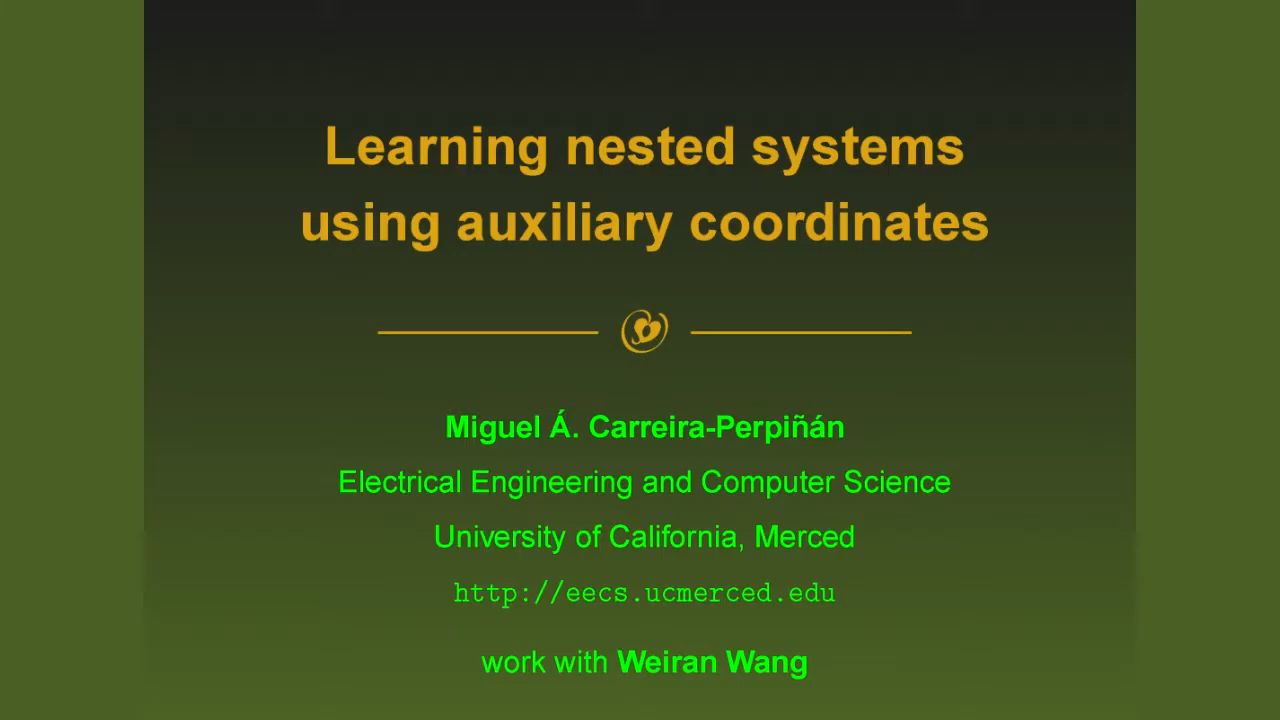 Learning nested systems
using auxiliary coordinates
Miguel Á. Carreira-Perpiñán
Electrical Engineering and Computer Science
University of California, Merced
http://eecs.ucmerced.edu
work with Weiran Wang